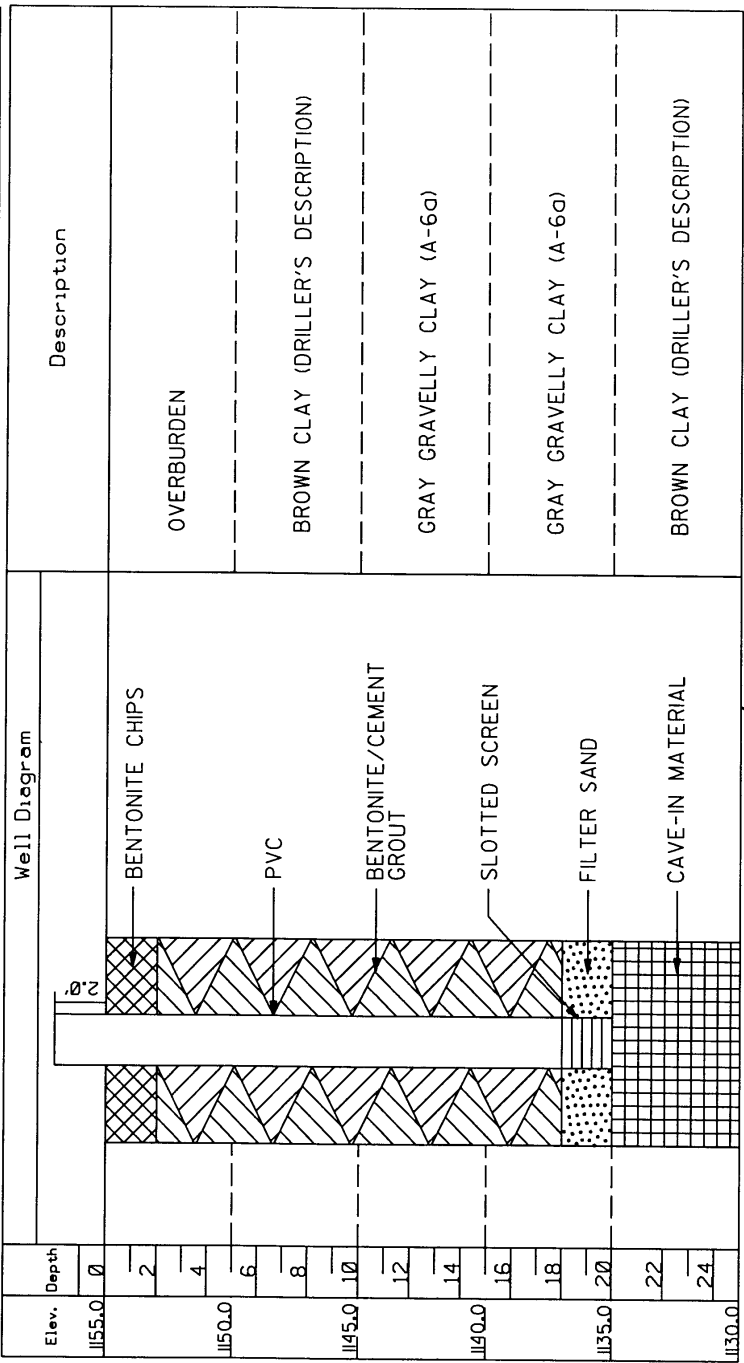 Elev.
Depth
Well Diagram
Description
1155.0
0
2
4
1150.0
6
8
1145.0
10
12
14
1140.0
16
18
1135.0
20
22
24
1130.0
2.0'
BENTONITE CHIPS
PVC
BENTONITE/CEMENT
GROUT
SLOTTED SCREEN
FILTER SAND
CAVE-IN MATERIAL
OVERBURDEN
BROWN CLAY (DRILLER'S DESCRIPTION)
GRAY GRAVELLY CLAY (A-6a)
GRAY GRAVELLY CLAY (A-6a)
BROWN CLAY (DRILLER'S DESCRIPTION)